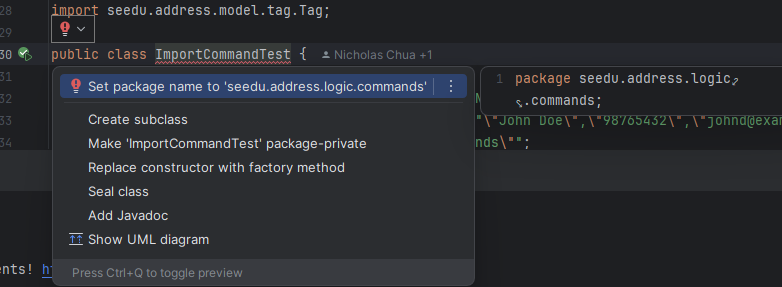 28 import seedu.address.model.tag.Tag;
29
30 public class ImportCommandTest { Nicholas Chua +1
31
Set package name to 'seedu.address.logic.commands'
1 package seedu.address.logic
.commands;
32
33 "\"John Doe\",\"98765432\",\"johnd@exa
34 nds\"";
Create subclass
Make 'ImportCommandTest' package-private
Replace constructor with factory method
Seal class
Add Javadoc
Show UML diagram
ents!
Press Ctrl+Q to toggle preview